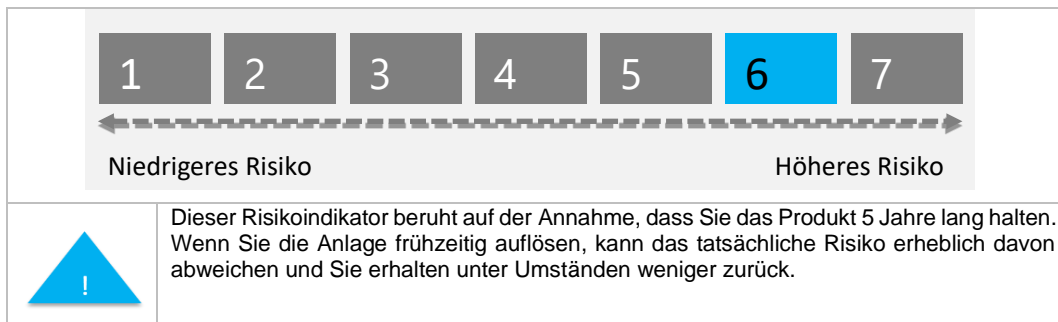 1 2 3 4 5 6 7
Niedrigeres Risiko Höheres Risiko
Dieser Risikoindikator beruht auf der Annahme, dass Sie das Produkt 5 Jahre lang halten.
Wenn Sie die Anlage frühzeitig auflösen, kann das tatsächliche Risiko erheblich davon
abweichen und Sie erhalten unter Umständen weniger zurück.
!